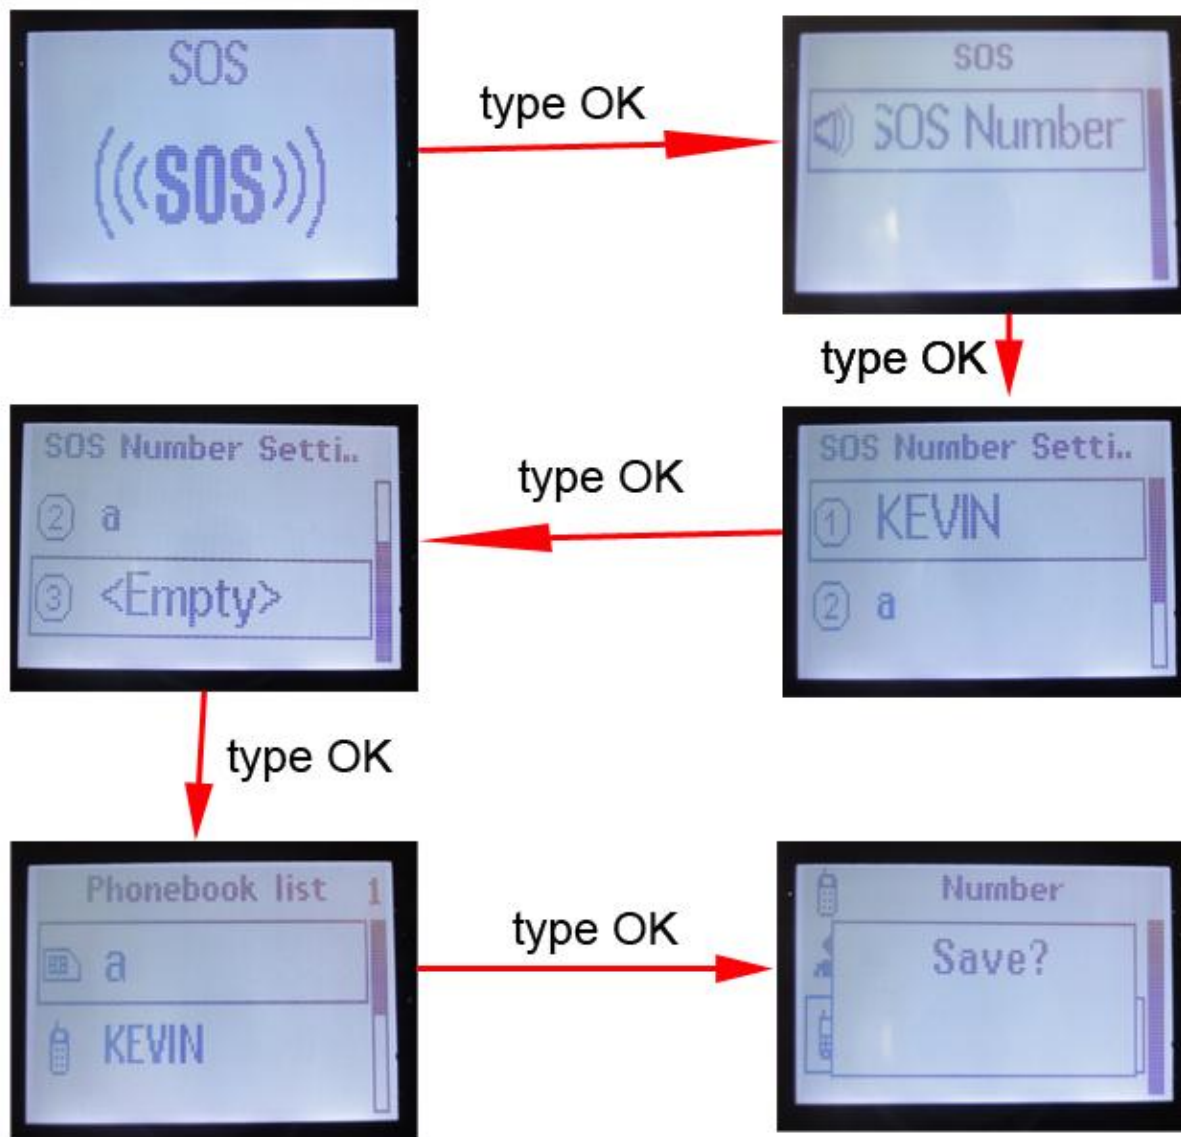 SOS
(((SOS)))
type OK
SOS
SOS Number
type OK
SOS Number Setti..
1 KEVIN
2 a
type OK
SOS Number Setti..
2 a
3 <Empty>
type OK
Phonebook list 1
a
KEVIN
type OK
Number
Save?